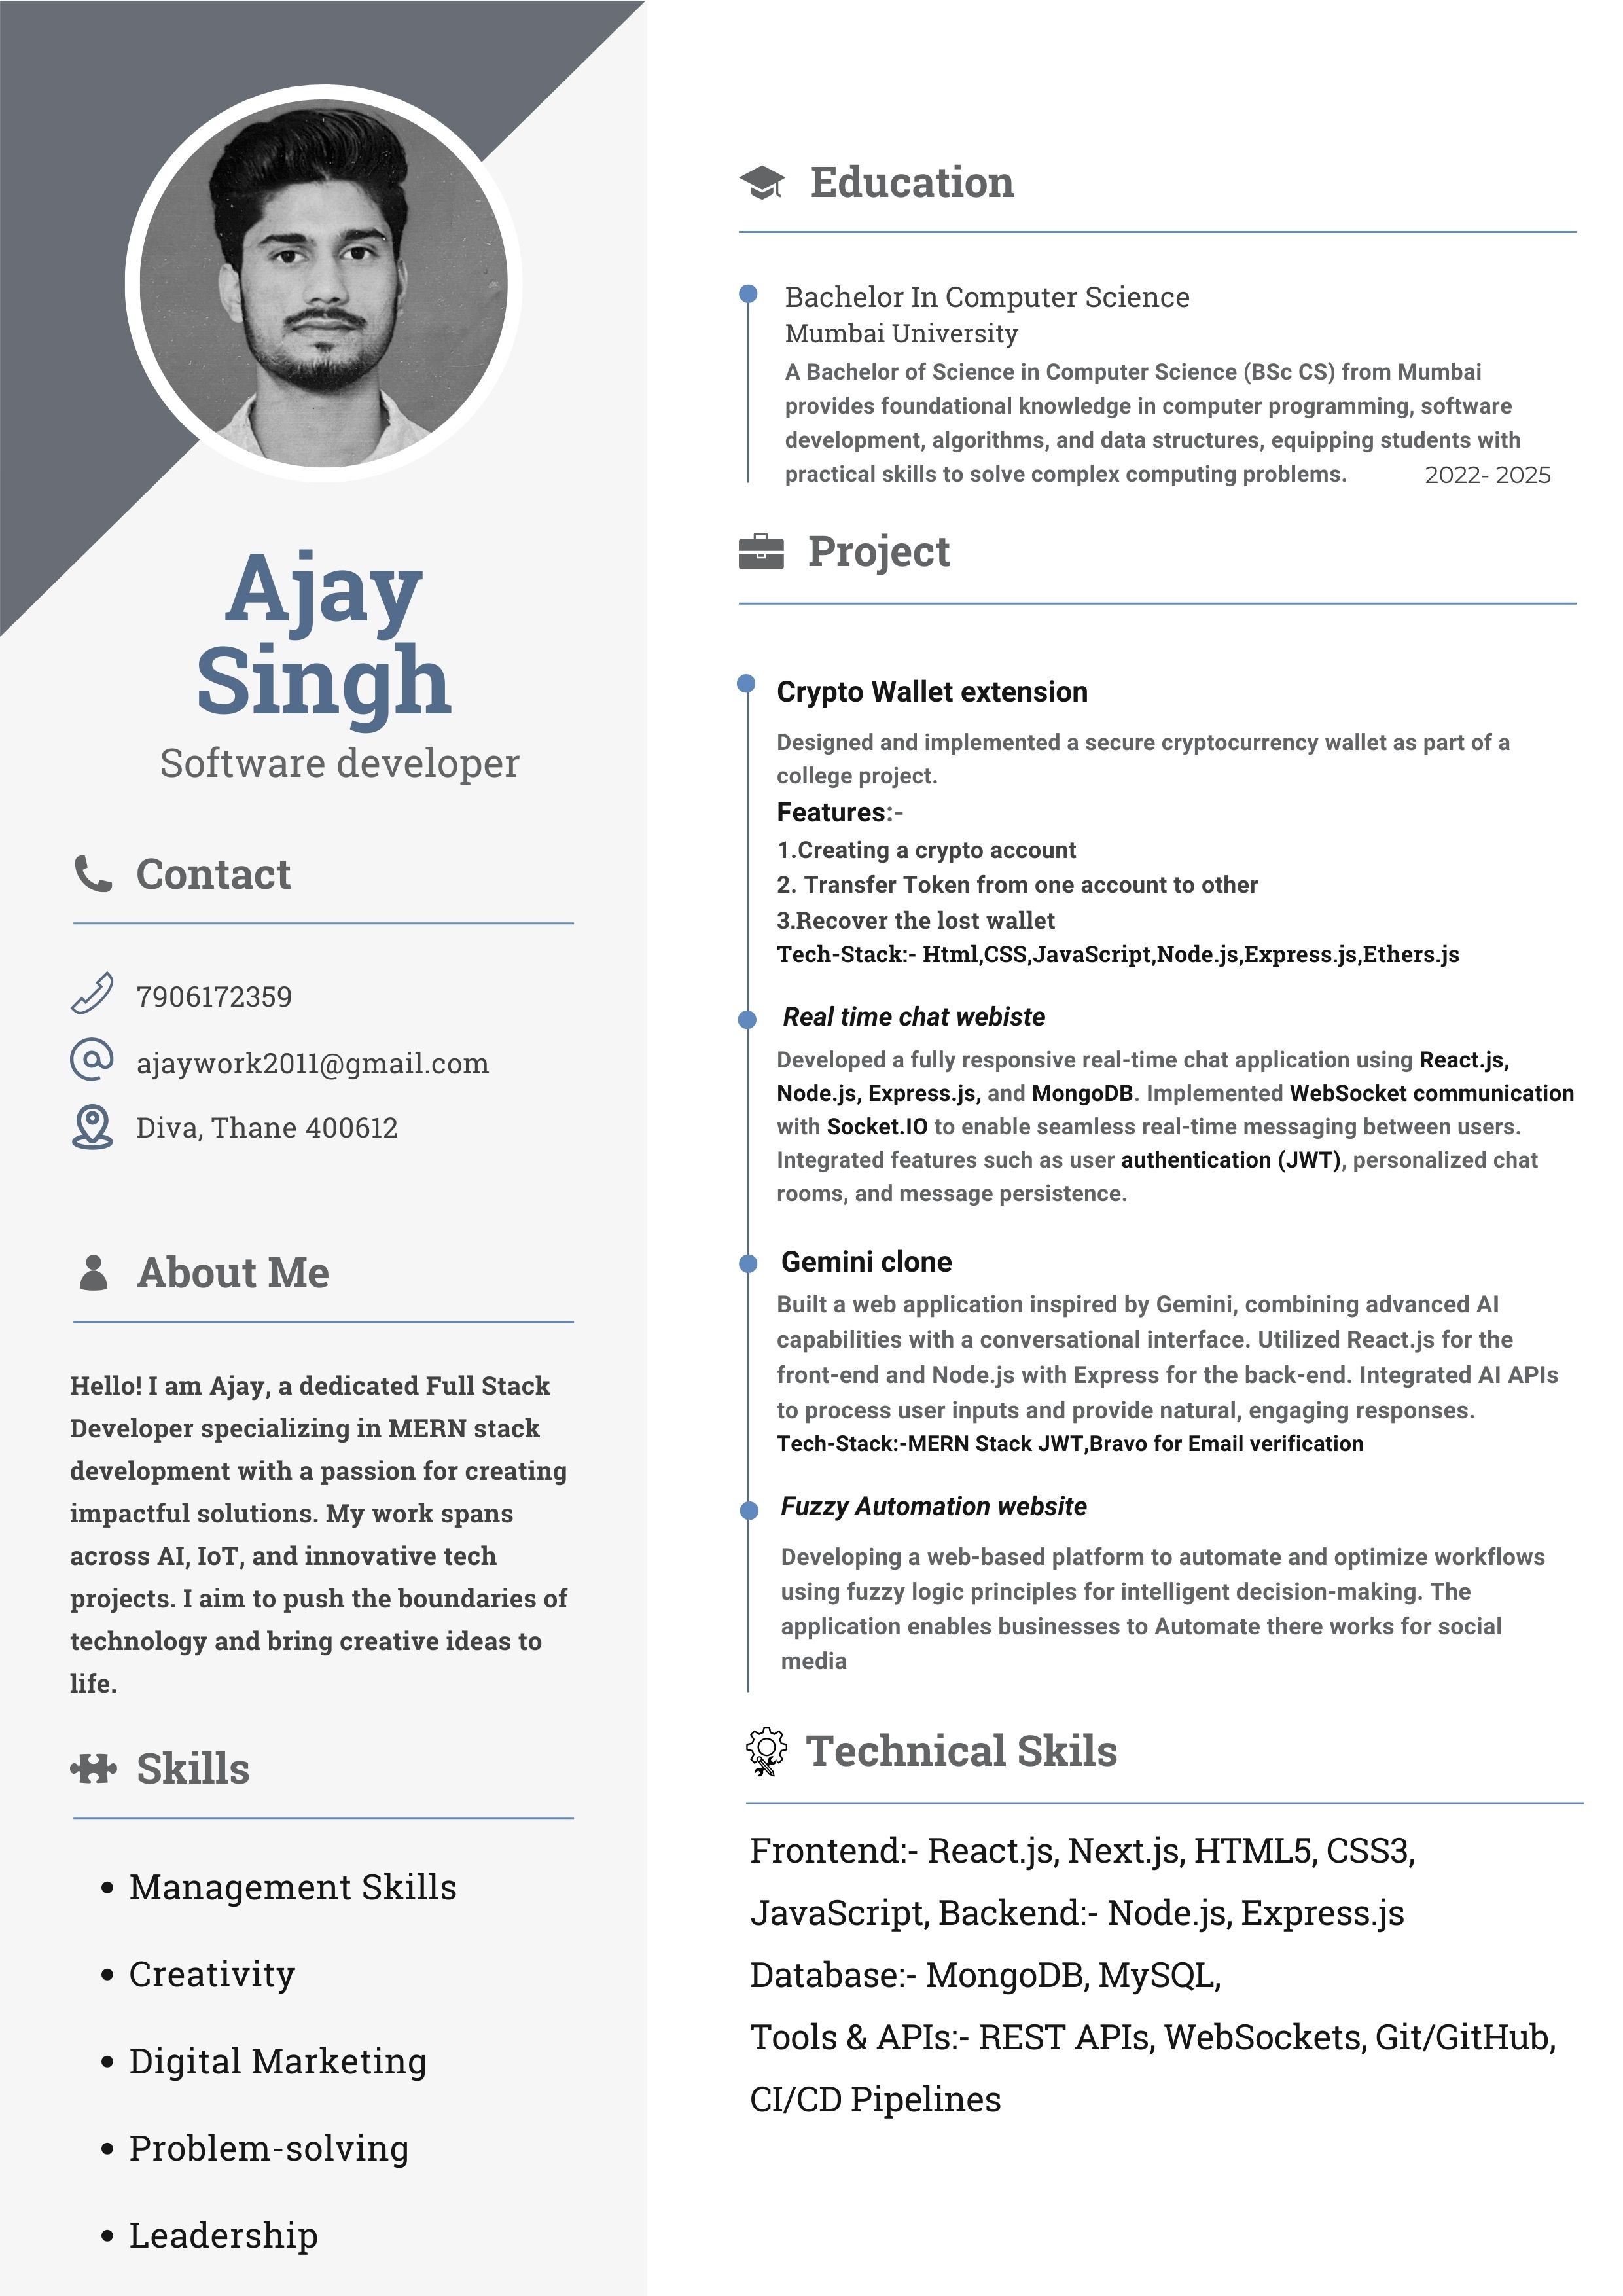 Ajay
Singh
Software developer
Contact
7906172359
ajaywork2011@gmail.com
Diva, Thane 400612
About Me
Hello! I am Ajay, a dedicated Full Stack
Developer specializing in MERN stack
development with a passion for creating
impactful solutions. My work spans
across AI, IoT, and innovative tech
projects. I aim to push the boundaries of
technology and bring creative ideas to
life.
Skills
• Management Skills
• Creativity
• Digital Marketing
• Problem-solving
• Leadership
Education
Bachelor In Computer Science
Mumbai University
A Bachelor of Science in Computer Science (BSc CS) from Mumbai
provides foundational knowledge in computer programming, software
development, algorithms, and data structures, equipping students with
practical skills to solve complex computing problems. 2022- 2025
Project
Crypto Wallet extension
Designed and implemented a secure cryptocurrency wallet as part of a
college project.
Features:-
1.Creating a crypto account
2. Transfer Token from one account to other
3.Recover the lost wallet
Tech-Stack:- Html,CSS,JavaScript,Node.js,Express.js,Ethers.js
Real time chat webiste
Developed a fully responsive real-time chat application using React.js,
Node.js, Express.js, and MongoDB. Implemented WebSocket communication
with Socket.IO to enable seamless real-time messaging between users.
Integrated features such as user authentication (JWT), personalized chat
rooms, and message persistence.
Gemini clone
Built a web application inspired by Gemini, combining advanced AI
capabilities with a conversational interface. Utilized React.js for the
front-end and Node.js with Express for the back-end. Integrated AI APIs
to process user inputs and provide natural, engaging responses.
Tech-Stack:-MERN Stack JWT,Bravo for Email verification
Fuzzy Automation website
Developing a web-based platform to automate and optimize workflows
using fuzzy logic principles for intelligent decision-making. The
application enables businesses to Automate there works for social
media
Technical Skils
Frontend:- React.js, Next.js, HTML5, CSS3,
JavaScript, Backend:- Node.js, Express.js
Database:- MongoDB, MySQL,
Tools & APIs:- REST APIs, WebSockets, Git/GitHub,
CI/CD Pipelines